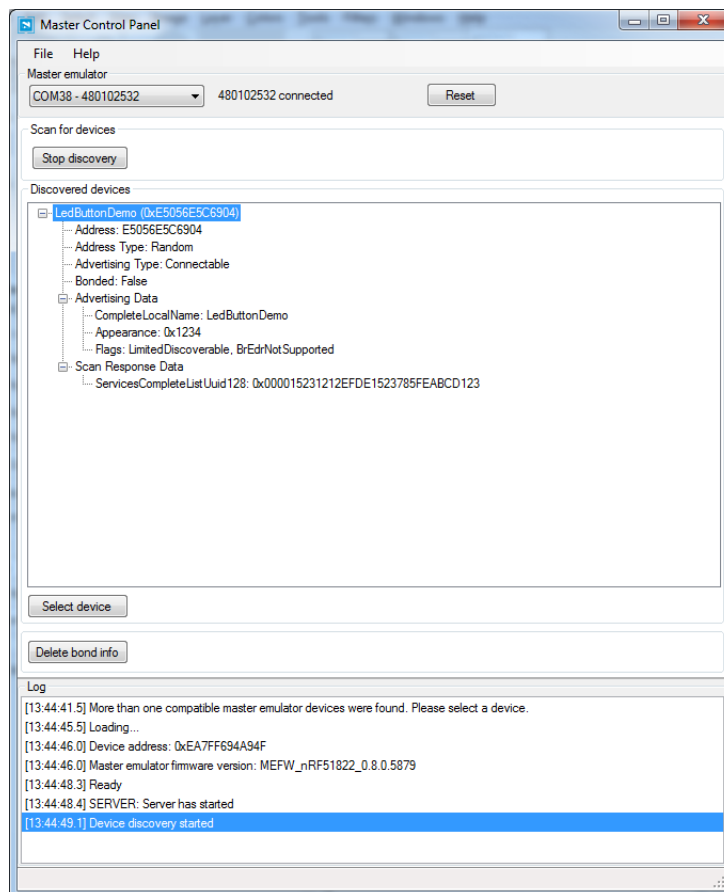 Master Control Panel
File Help
Master emulator
COM38 - 480102532 480102532 connected Reset
Scan for devices
Stop discovery
Discovered devices
LedButtonDemo (0xE5056E5C6904)
Address: E5056E5C6904
Address Type: Random
Advertising Type: Connectable
Bonded: False
Advertising Data
CompleteLocalName: LedButtonDemo
Appearance: 0x1234
Flags: LimitedDiscoverable, BrEdrNotSupported
Scan Response Data
ServicesCompleteListUuid128: 0x000015231212EFDE1523785FEABCD123
Select device
Delete bond info
Log
[13:44:41.5] More than one compatible master emulator devices were found. Please select a device.
[13:44:45.5] Loading...
[13:44:46.0] Device address: 0xEA7FF694A94F
[13:44:46.0] Master emulator firmware version: MEFW_nRF51822_0.8.0.5879
[13:44:48.3] Ready
[13:44:48.4] SERVER: Server has started
[13:44:49.1] Device discovery started